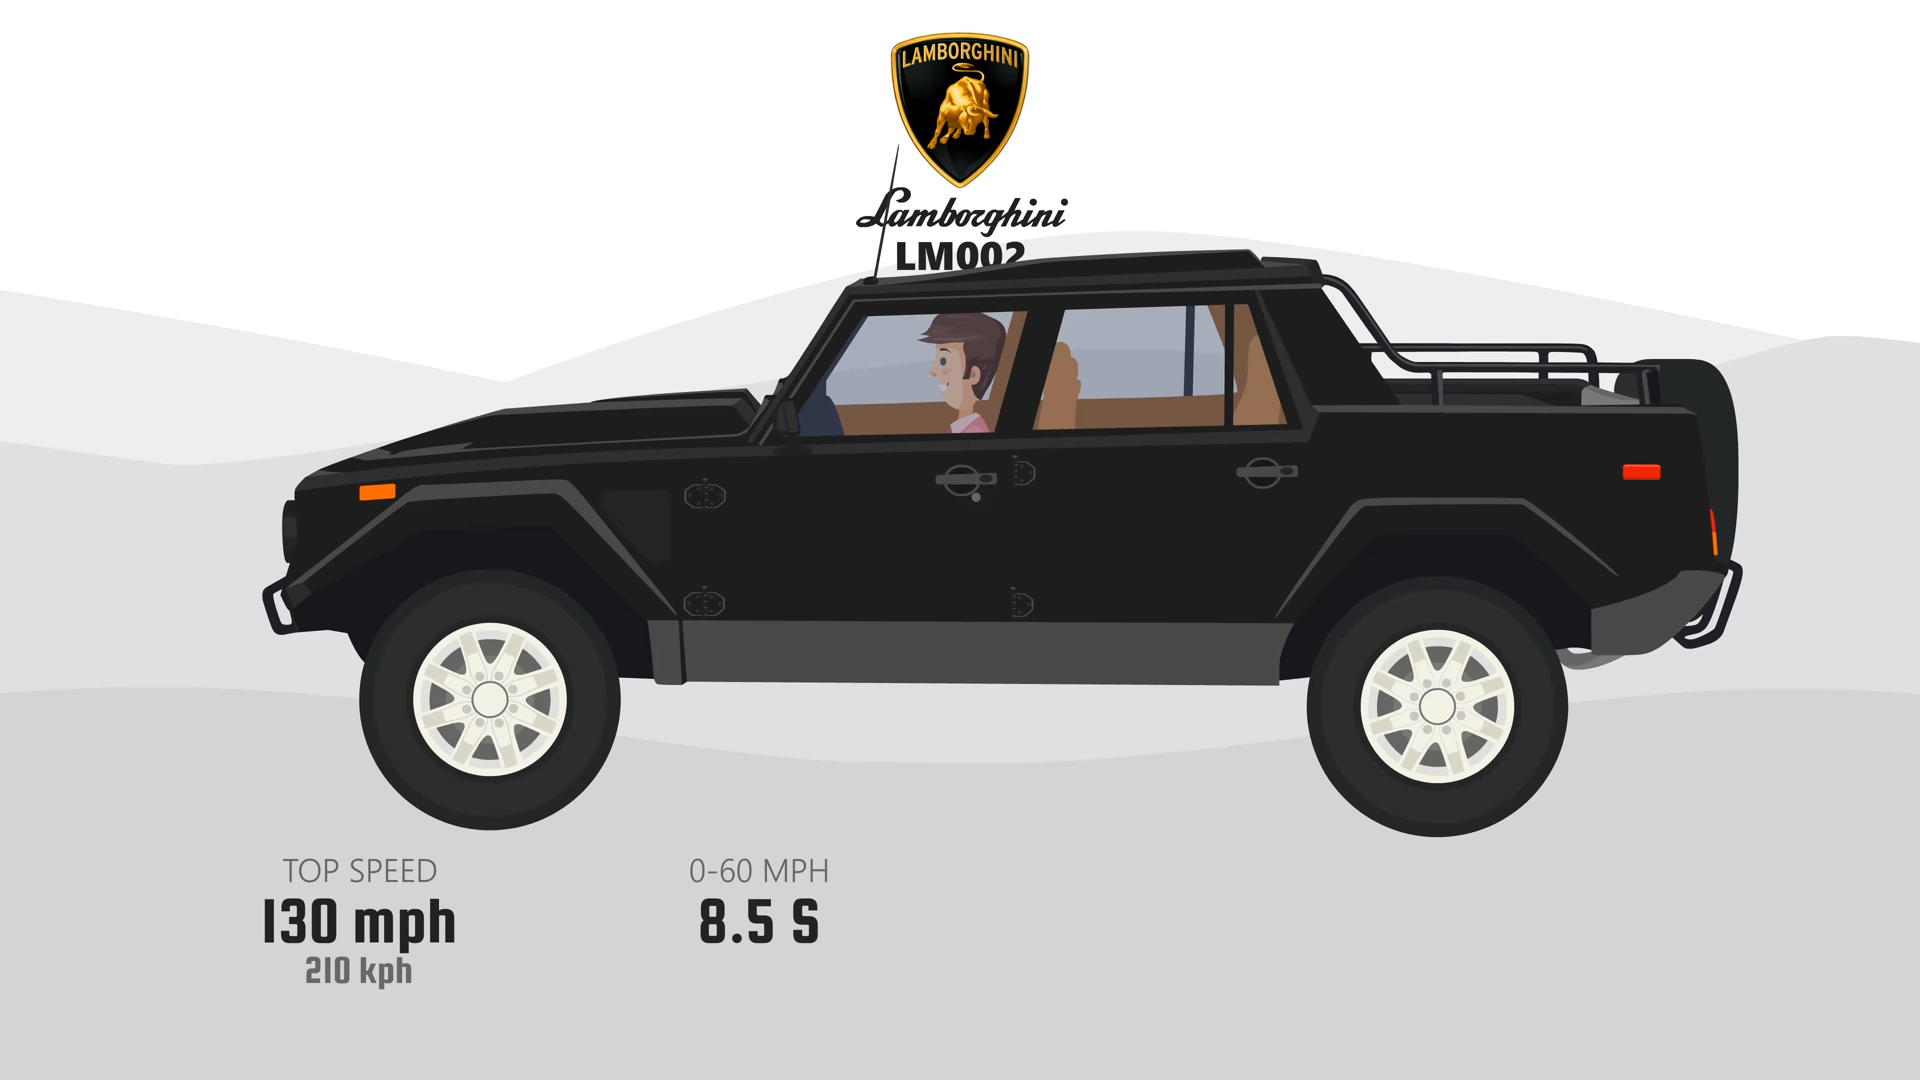 LAMBORGHINI
Lamborghini
LM002
TOP SPEED
130 mph
210 kph
0-60 MPH
8.5 S